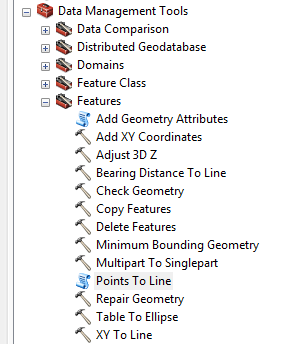 Data Management Tools
Data Comparison
Distributed Geodatabase
Domains
Feature Class
Features
Add Geometry Attributes
Add XY Coordinates
Adjust 3D Z
Bearing Distance To Line
Check Geometry
Copy Features
Delete Features
Minimum Bounding Geometry
Multipart To Singlepart
Points To Line
Repair Geometry
Table To Ellipse
XY To Line